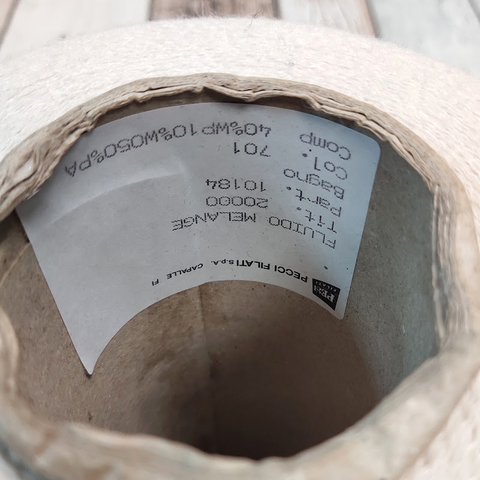 PECCI FILATI s.p.a. CAPALLE FI
FLUIDO MELANGE
Tit. 20000
Part. 10184
Bagno
Col. 701
Comp 40%WP10%WO50%PA